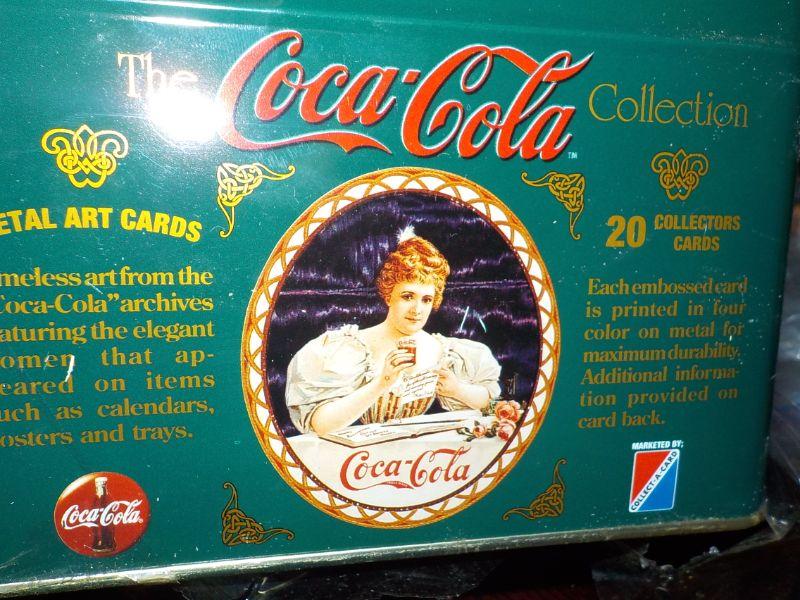 The Coca-Cola Collection
TM
ETAL ART CARDS
meless art from the
Coca-Cola" archives
aturing the elegant
omen that ap-
eared on items
uch as calendars,
osters and trays.
Coca-Cola
Coca-Cola
20 COLLECTORS
CARDS
Each embossed card
is printed in four
color on metal for
maximum durability.
Additional informa-
tion provided on
card back.
MARKETED BY;
COLLECT-A-CARD